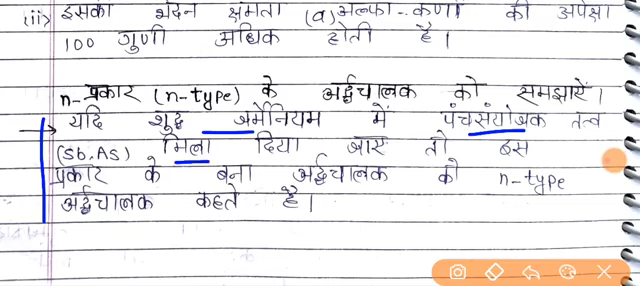 (ii) इसका भेदन क्षमता (α) अल्फा-कणों की अपेक्षा
100 गुणी अधिक होती है।
n-प्रकार (n-type) के अर्द्धचालक को समझाएं।
→ यदि शुद्ध जर्मेनियम में पंचसंयोजक तत्व
(Sb, As) मिला दिया जाए तो इस
प्रकार के बना अर्द्धचालक को n-type
अर्द्धचालक कहते है।